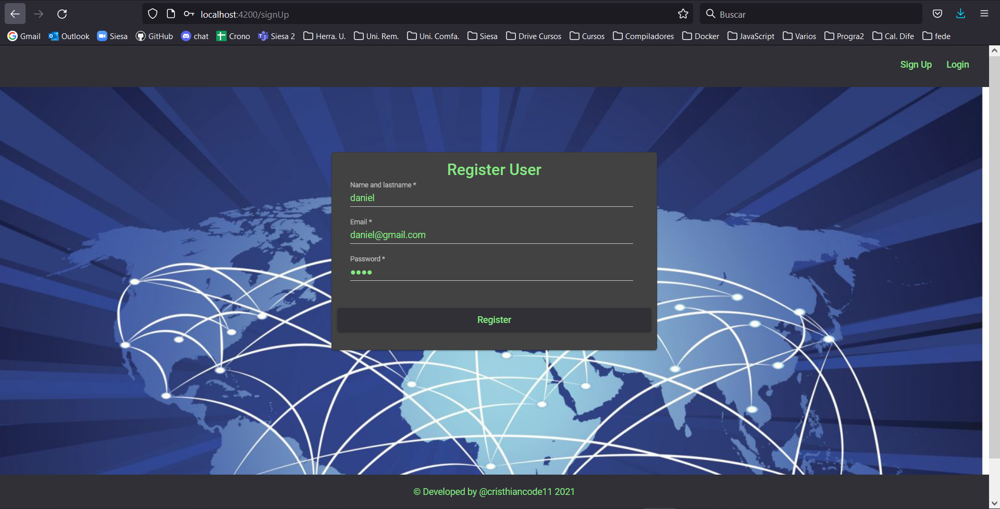 localhost:4200/signUp
Buscar
Gmail Outlook Siesa GitHub chat Crono Siesa 2 Herra. U. Uni. Rem. Uni. Comfa. Siesa Drive Cursos Cursos Compiladores Docker JavaScript Varios Progra2 Cal. Dife fede
Sign Up Login
Register User
Name and lastname *
daniel
Email *
daniel@gmail.com
Password *
••••
Register
© Developed by @cristhiancode11 2021